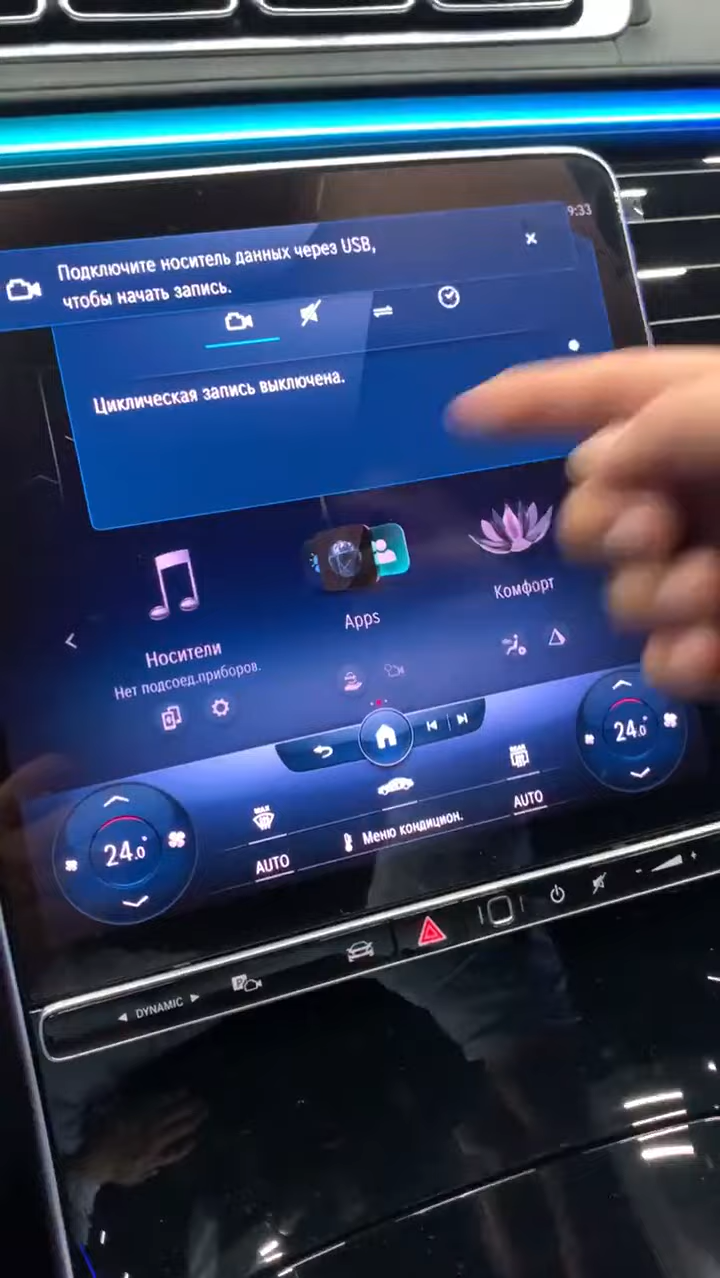 9:33
Подключите носитель данных через USB,
чтобы начать запись.
Циклическая запись выключена.
Комфорт
Apps
Носители
Нет подсоед.приборов.
24.0°
24.0°
MAX
REAR
AUTO
Меню кондицион.
AUTO
DYNAMIC
P